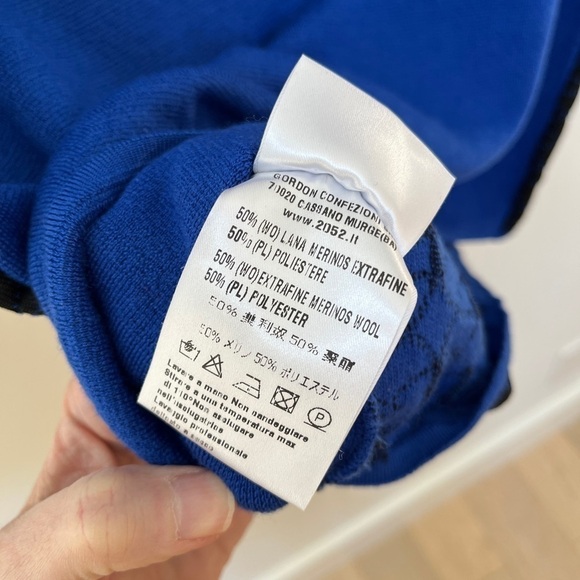 GORDON CONFEZIONI
70020 CASSANO MURGE(BA)
www.2052.it
50% (WO) LANA MERINOS EXTRAFINE
50% (PL) POLIESTERE
50% (WO)EXTRAFINE MERINOS WOOL
50% (PL) POLYESTER
50% 50%
50% メリノ 50% ポリエステル
P
Lavare a mano Non candeggiare
Stirare a una temperatura max
di 110° Non asciugare
nell'asciugatrice
Lavaggio professionale